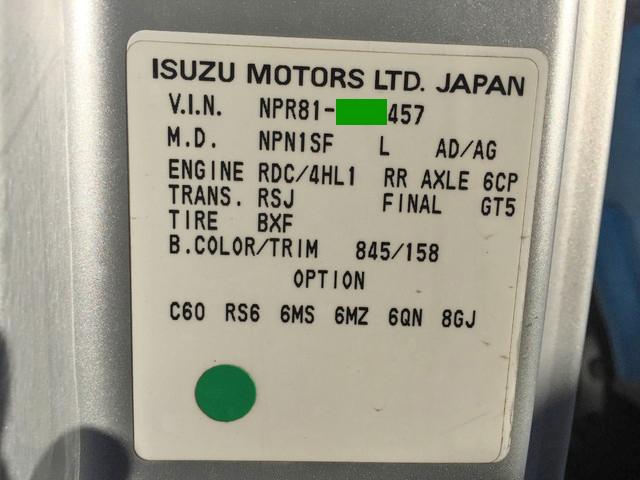 ISUZU MOTORS LTD. JAPAN
V.I.N. NPR81- 457
M.D. NPN1SF L AD/AG
ENGINE RDC/4HL1 RR AXLE 6CP
TRANS. RSJ FINAL GT5
TIRE BXF
B.COLOR/TRIM 845/158
OPTION
C60 RS6 6MS 6MZ 6QN 8GJ